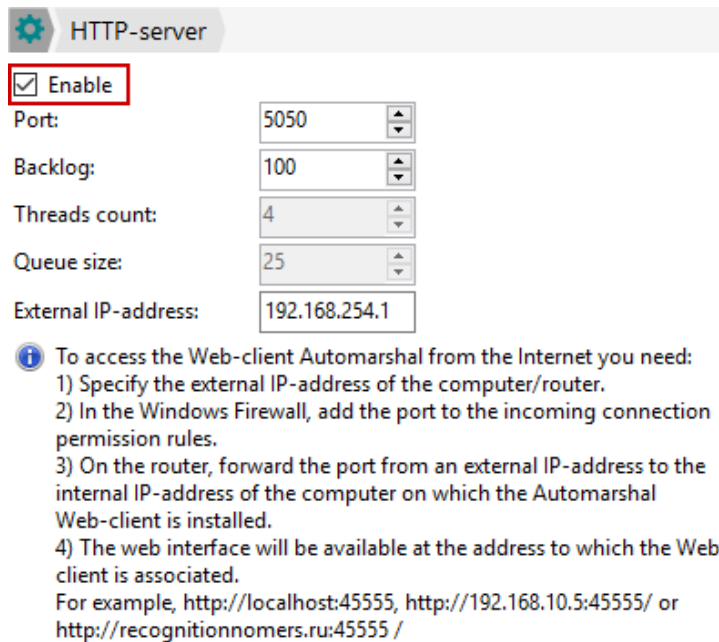 HTTP-server
Enable
Port: 5050
Backlog: 100
Threads count: 4
Queue size: 25
External IP-address: 192.168.254.1
To access the Web-client Automarshal from the Internet you need:
1) Specify the external IP-address of the computer/router.
2) In the Windows Firewall, add the port to the incoming connection
permission rules.
3) On the router, forward the port from an external IP-address to the
internal IP-address of the computer on which the Automarshal
Web-client is installed.
4) The web interface will be available at the address to which the Web
client is associated.
For example, http://localhost:45555, http://192.168.10.5:45555/ or
http://recognitionnomers.ru:45555 /